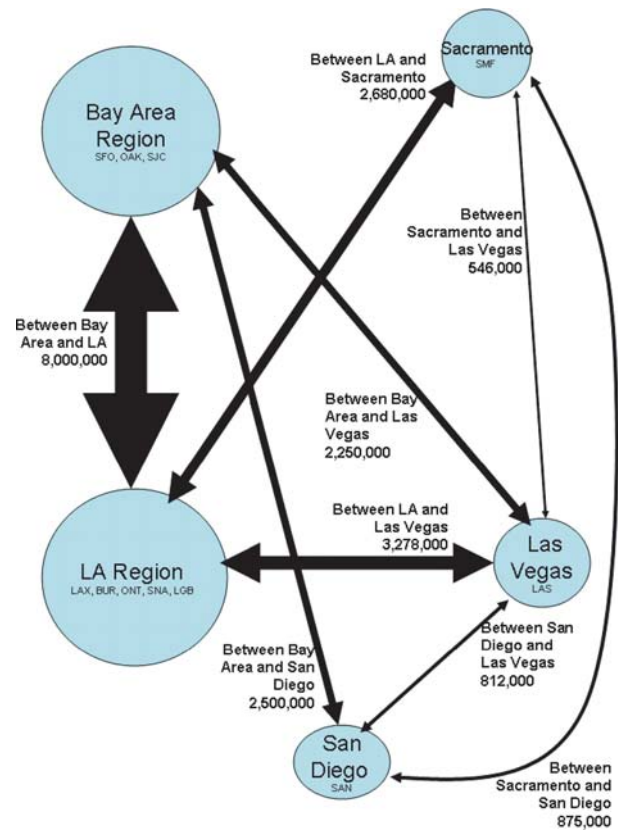 Sacramento
SMF
Between LA and
Sacramento
2,680,000
Bay Area
Region
SFO, OAK, SJC
Between
Sacramento and
Las Vegas
546,000
Between Bay
Area and LA
8,000,000
Between Bay
Area and Las
Vegas
2,250,000
Between LA and
Las Vegas
3,278,000
Las
Vegas
LAS
LA Region
LAX, BUR, ONT, SNA, LGB
Between San
Diego and
Las Vegas
812,000
Between Bay
Area and San
Diego
2,500,000
San
Diego
SAN
Between
Sacramento and
San Diego
875,000